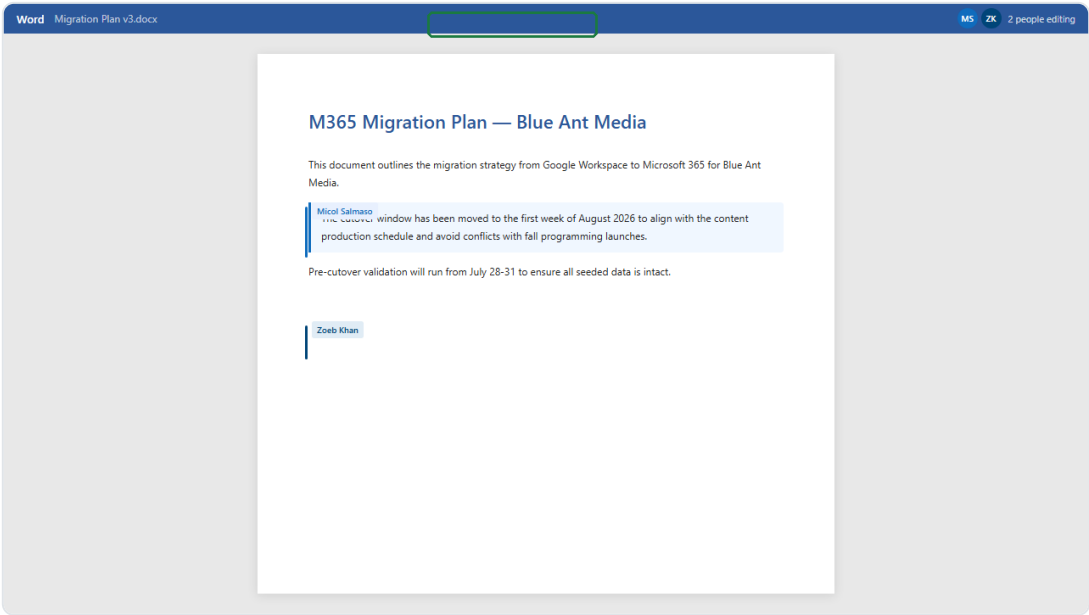 Word Migration Plan v3.docx MS ZK 2 people editing
M365 Migration Plan — Blue Ant Media
This document outlines the migration strategy from Google Workspace to Microsoft 365 for Blue Ant
Media.
Micol Salmaso
The cutover window has been moved to the first week of August 2026 to align with the content
production schedule and avoid conflicts with fall programming launches.
Pre-cutover validation will run from July 28-31 to ensure all seeded data is intact.
Zoeb Khan